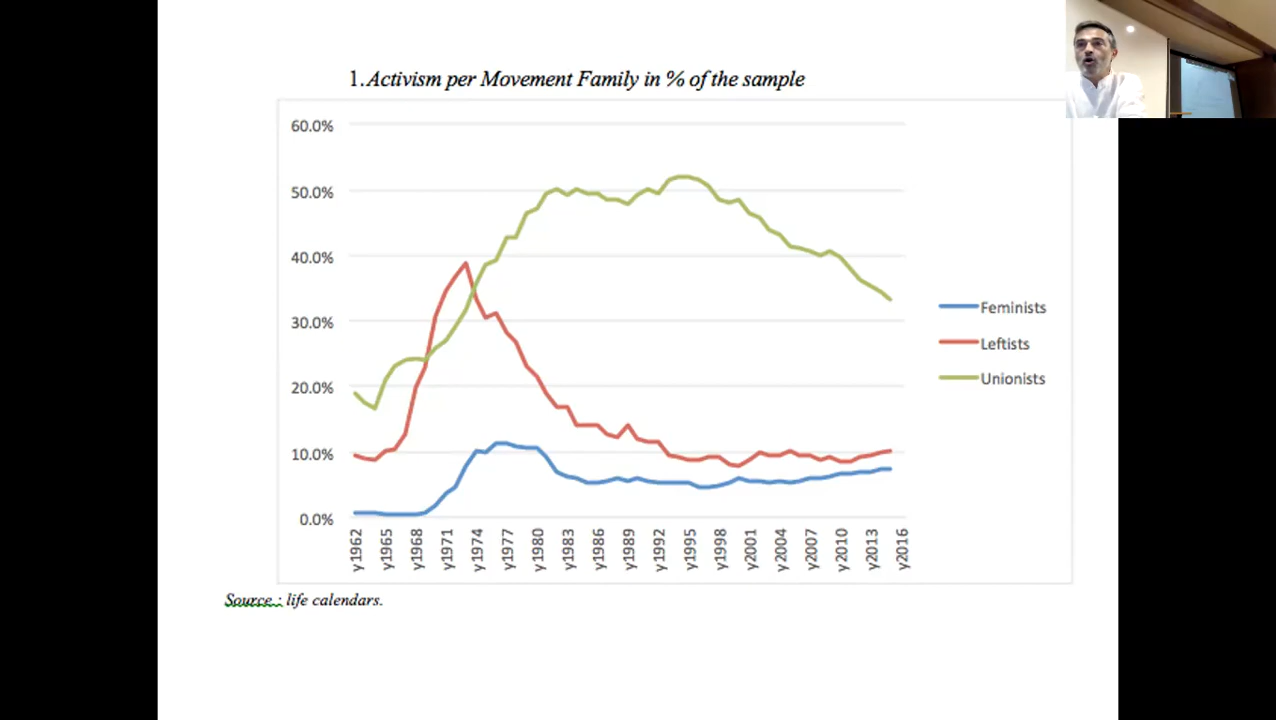 1.Activism per Movement Family in % of the sample
60.0%
50.0%
40.0%
30.0%
20.0%
10.0%
0.0%
y1962
y1965
y1968
y1971
y1974
y1977
y1980
y1983
y1986
y1989
y1992
y1995
y1998
y2001
y2004
y2007
y2010
y2013
y2016
Feminists
Leftists
Unionists
Source : life calendars.